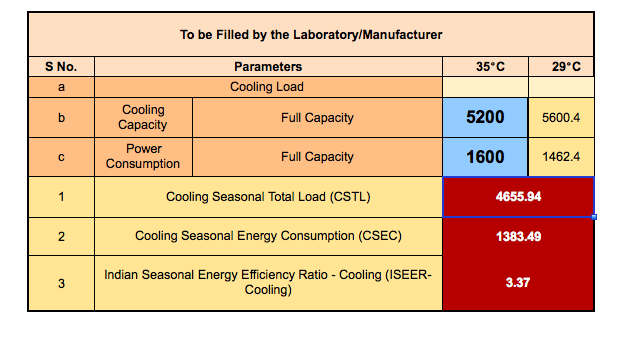 To be Filled by the Laboratory/Manufacturer
S No. Parameters 35°C 29°C
a Cooling Load
b Cooling Capacity Full Capacity 5200 5600.4
c Power Consumption Full Capacity 1600 1462.4
1 Cooling Seasonal Total Load (CSTL) 4655.94
2 Cooling Seasonal Energy Consumption (CSEC) 1383.49
3 Indian Seasonal Energy Efficiency Ratio - Cooling (ISEER-
Cooling) 3.37